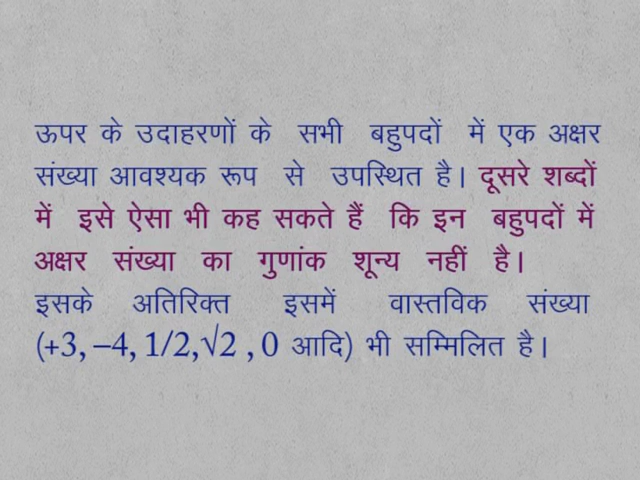 ऊपर के उदाहरणों के सभी बहुपदों में एक अक्षर
संख्या आवश्यक रूप से उपस्थित है। दूसरे शब्दों
में इसे ऐसा भी कह सकते हैं कि इन बहुपदों में
अक्षर संख्या का गुणांक शून्य नहीं है।
इसके अतिरिक्त इसमें वास्तविक संख्या
(+3, –4, 1/2,√2 , 0 आदि) भी सम्मिलित है।